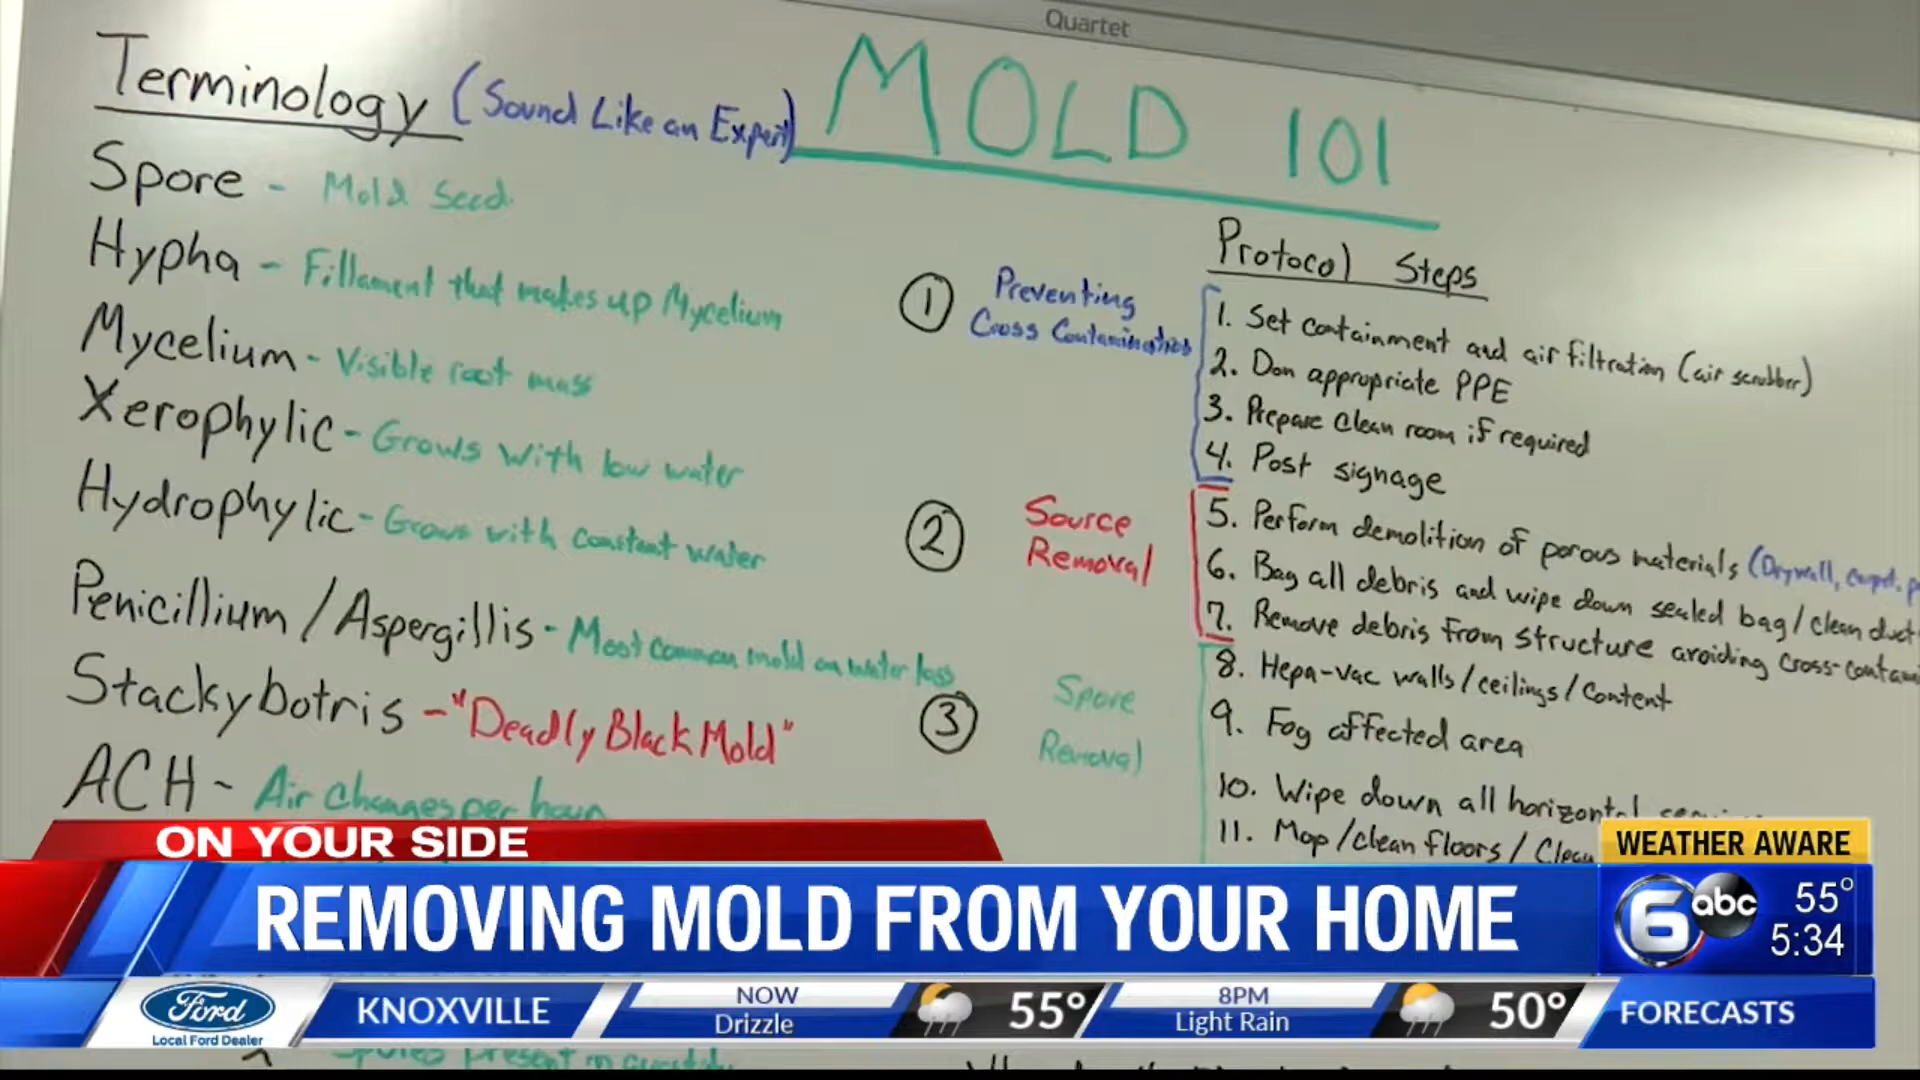 Quartet
MOLD 101
Terminology (Sound Like an Expert)
Spore - Mold Seed
Hypha - Fillament that makes up Mycelium
Mycelium - Visible root mass
Xerophylic - Grows with low water
Hydrophylic - Grows with constant water
Penicillium / Aspergillis - Most common mold on water loss
Stackybotris - "Deadly Black Mold"
ACH - Air Changes per hour
1 Preventing
Cross Contamination
2 Source
Removal
3 Spore
Removal
Protocol Steps
1. Set containment and air filtration (air scrubber)
2. Don appropriate PPE
3. Prepare clean room if required
4. Post signage
5. Perform demolition of porous materials (Drywall, carpet, p
6. Bag all debris and wipe down sealed bag / clean duct
7. Remove debris from structure avoiding cross-contami
8. Hepa-vac walls / ceilings / Content
9. Fog affected area
10. Wipe down all horizontal
11. Mop / clean floors / Clean
Spores present in quantity
ON YOUR SIDE
REMOVING MOLD FROM YOUR HOME
WEATHER AWARE
6 abc 55°
5:34
Ford
Local Ford Dealer
KNOXVILLE
NOW
Drizzle
55°
8PM
Light Rain
50°
FORECASTS